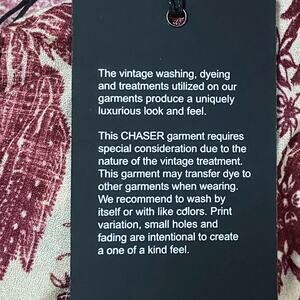 The vintage washing, dyeing
and treatments utilized on our
garments produce a uniquely
luxurious look and feel.
This CHASER garment requires
special consideration due to the
nature of the vintage treatment.
This garment may transfer dye to
other garments when wearing.
We recommend to wash by
itself or with like colors. Print
variation, small holes and
fading are intentional to create
a one of a kind feel.